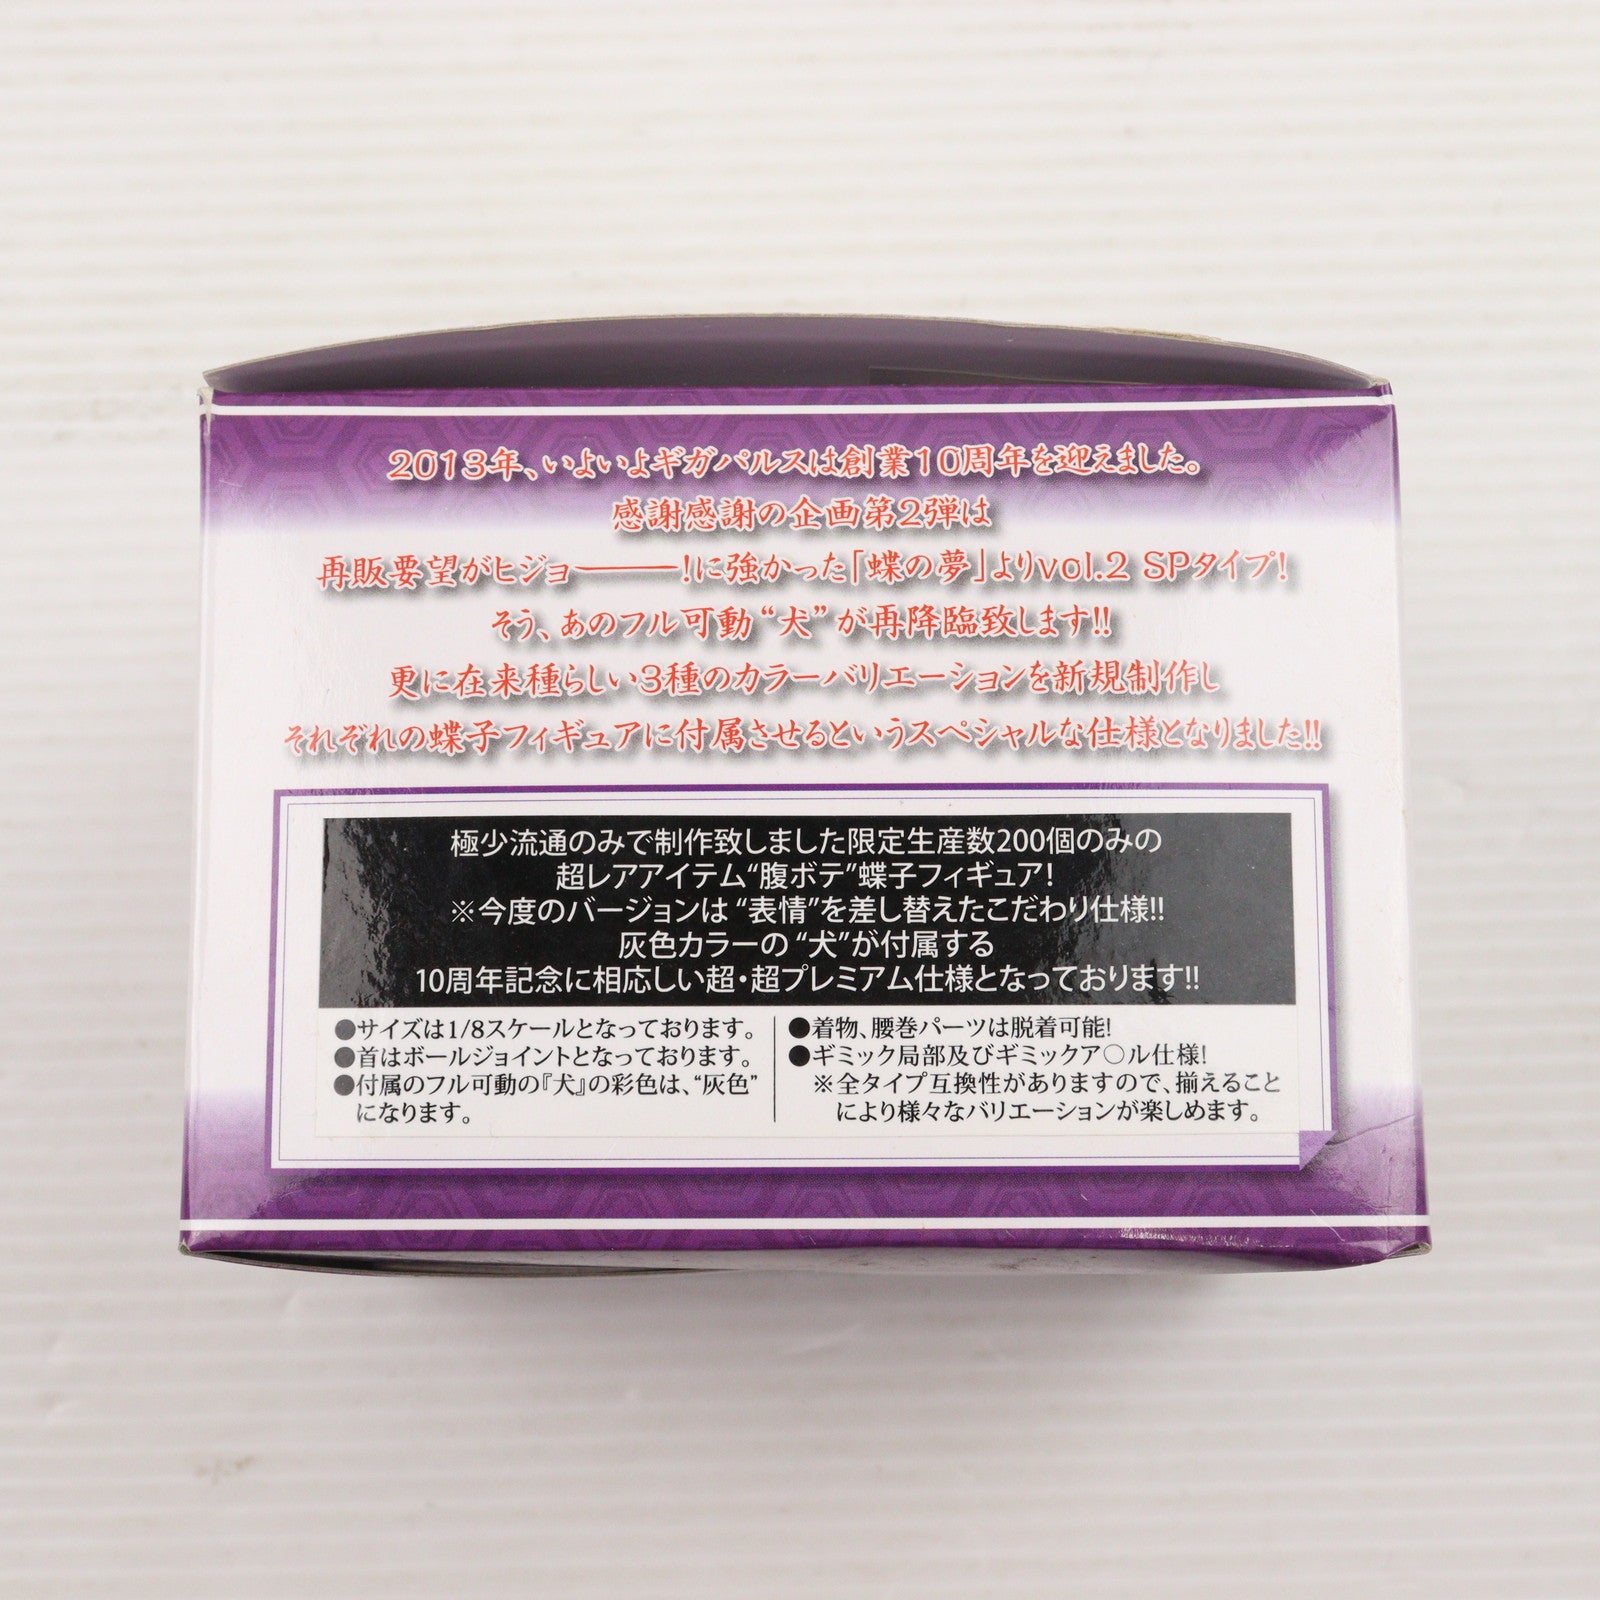 2013年、いよいよギガパルスは創業10周年を迎えました。
感謝感謝の企画第2弾は
再販要望がヒジョ―――!に強かった「蝶の夢」よりvol.2 SPタイプ!
そう、あのフル可動“犬”が再降臨致します!!
更に在来種らしい3種のカラーバリエーションを新規制作し
それぞれの蝶子フィギュアに付属させるというスペシャルな仕様となりました!!
極少流通のみで制作致しました限定生産数200個のみの
超レアアイテム“腹ボテ”蝶子フィギュア!
※今度のバージョンは“表情”を差し替えたこだわり仕様!!
灰色カラーの“犬”が付属する
10周年記念に相応しい超・超プレミアム仕様となっております!!
●サイズは1/8スケールとなっております。
●首はボールジョイントとなっております。
●付属のフル可動の『犬』の彩色は、“灰色”
になります。
●着物、腰巻パーツは脱着可能!
●ギミック局部及びギミックア○ル仕様!
※全タイプ互換性がありますので、揃えること
により様々なバリエーションが楽しめます。